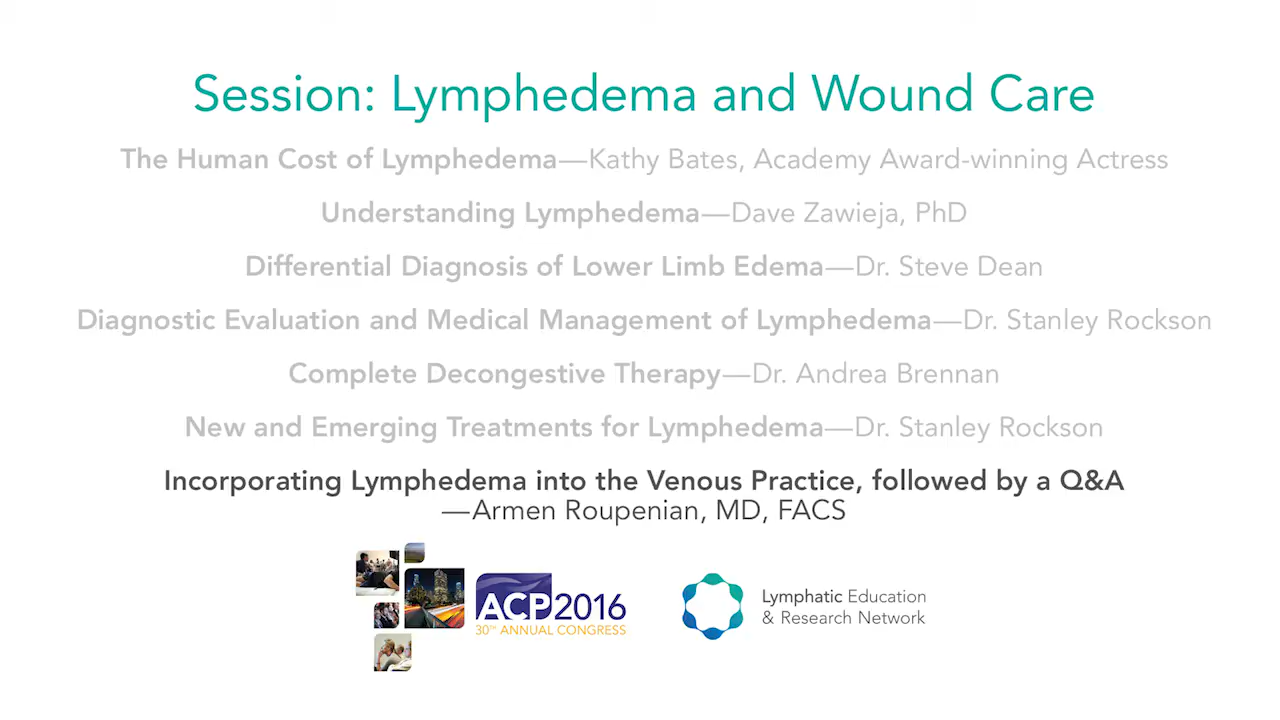 Session: Lymphedema and Wound Care
The Human Cost of Lymphedema—Kathy Bates, Academy Award-winning Actress
Understanding Lymphedema—Dave Zawieja, PhD
Differential Diagnosis of Lower Limb Edema—Dr. Steve Dean
Diagnostic Evaluation and Medical Management of Lymphedema—Dr. Stanley Rockson
Complete Decongestive Therapy—Dr. Andrea Brennan
New and Emerging Treatments for Lymphedema—Dr. Stanley Rockson
Incorporating Lymphedema into the Venous Practice, followed by a Q&A
—Armen Roupenian, MD, FACS
ACP2016
30TH ANNUAL CONGRESS
Lymphatic Education
& Research Network